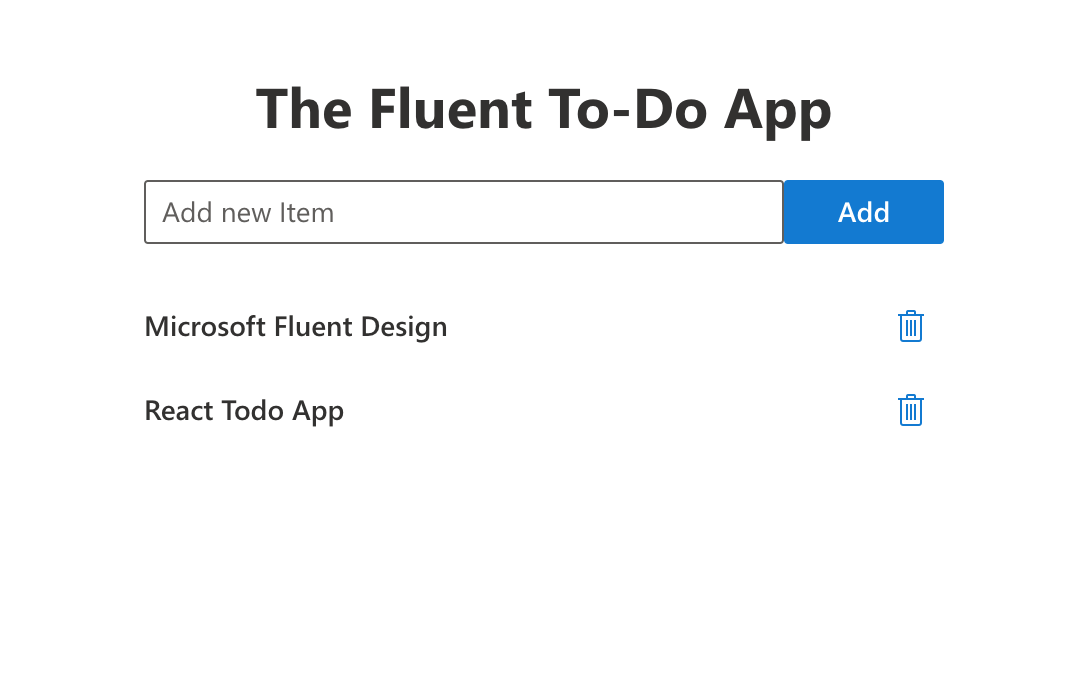 The Fluent To-Do App
Add new Item
Add
Microsoft Fluent Design
React Todo App